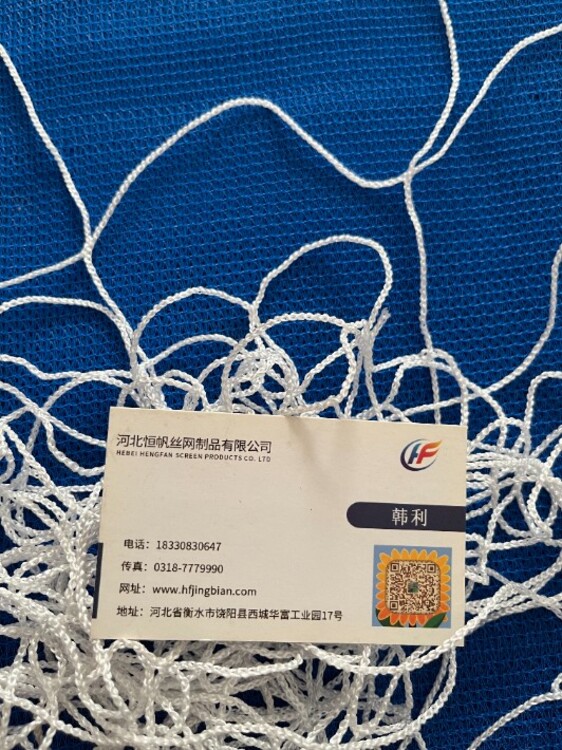 河北恒帆丝网制品有限公司
HEBEI HENGFAN SCREEN PRODUCTS CO. LTD
HF
韩利
电话：18330830647
传真：0318-7779990
网址：www.hfjingbian.com
地址：河北省衡水市饶阳县西城华富工业园17号